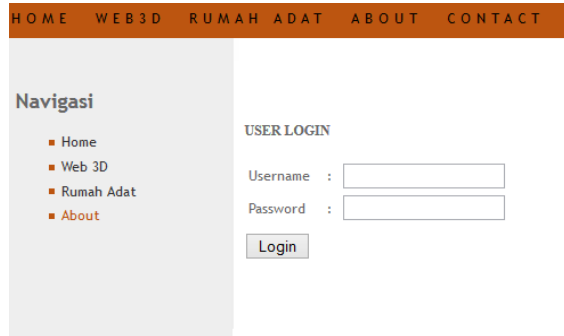 HOME WEB3D RUMAH ADAT ABOUT CONTACT
Navigasi
Home
Web 3D
Rumah Adat
About
USER LOGIN
Username :
Password :
Login